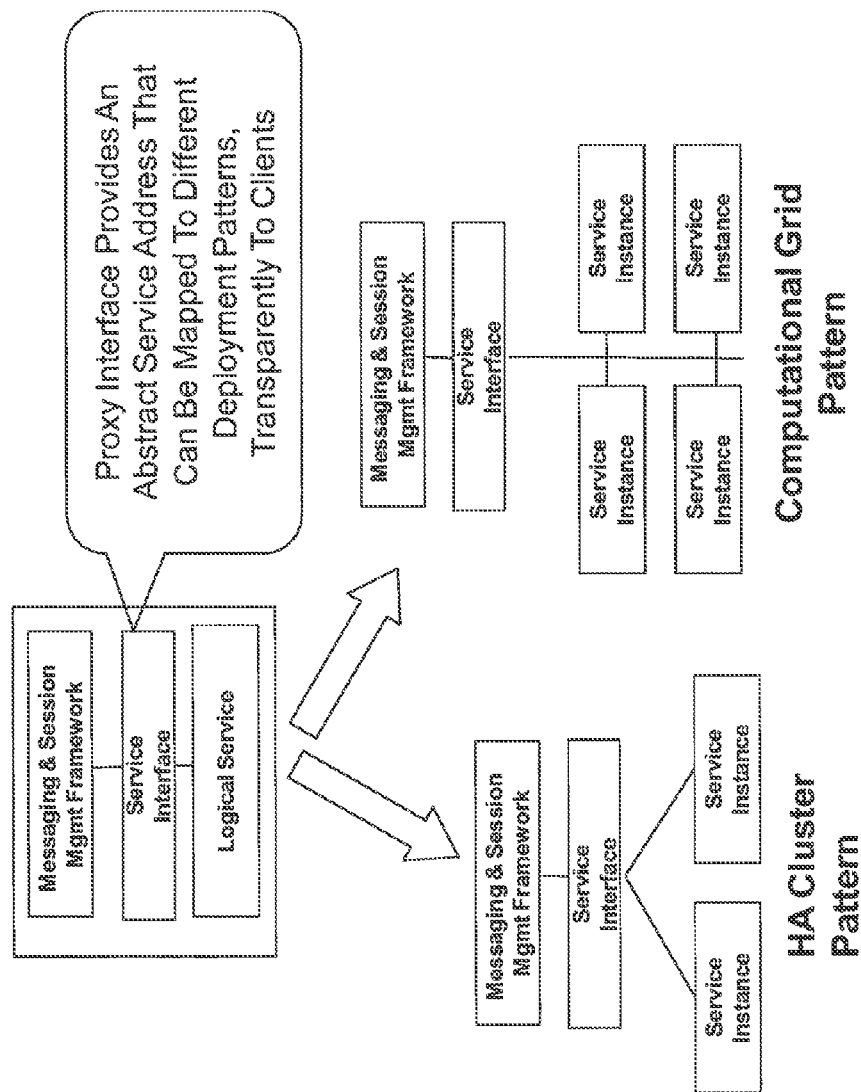 Messaging & Session
Mgmt Framework
Service
Interface
Logical Service
Proxy Interface Provides An
Abstract Service Address That
Can Be Mapped To Different
Deployment Patterns,
Transparently To Clients
Messaging & Session
Mgmt Framework
Service
Interface
Service
Instance
Service
Instance
HA Cluster
Pattern
Messaging & Session
Mgmt Framework
Service
Interface
Service
Instance
Service
Instance
Service
Instance
Service
Instance
Computational Grid
Pattern